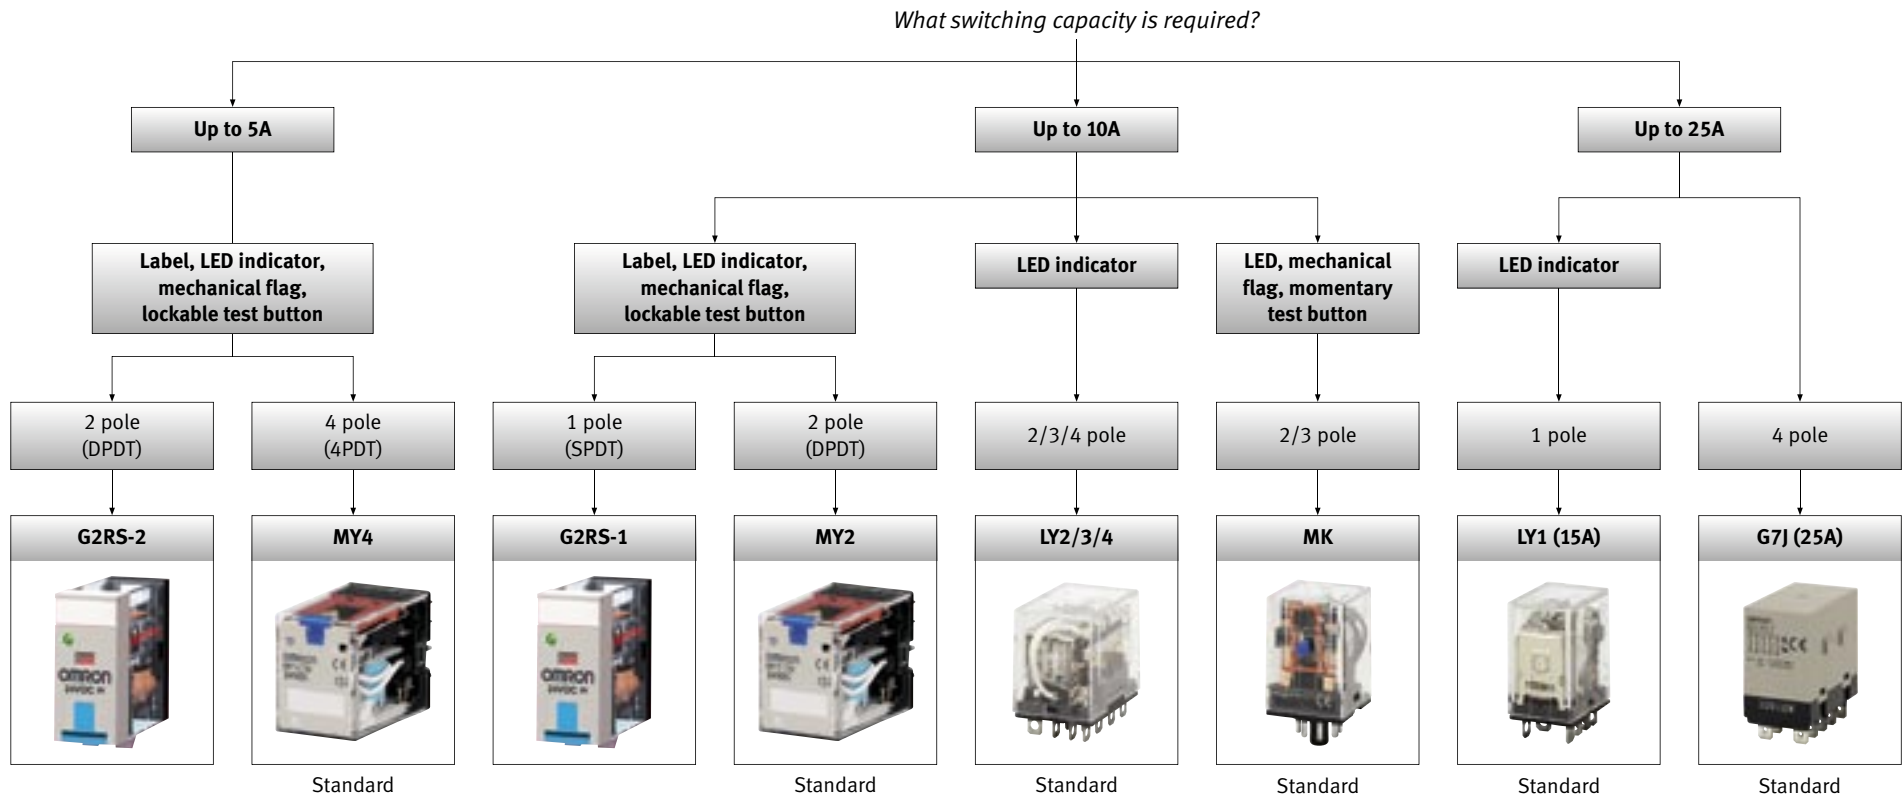 What switching capacity is required?
Up to 5A
Up to 10A
Up to 25A
Label, LED indicator,
mechanical flag,
lockable test button
Label, LED indicator,
mechanical flag,
lockable test button
LED indicator
LED, mechanical
flag, momentary
test button
LED indicator
2 pole
(DPDT)
4 pole
(4PDT)
1 pole
(SPDT)
2 pole
(DPDT)
2/3/4 pole
2/3 pole
1 pole
4 pole
G2RS-2
MY4
G2RS-1
MY2
LY2/3/4
MK
LY1 (15A)
G7J (25A)
OMRON
24VDC
OMRON
24VDC
Standard
Standard
Standard
Standard
Standard
Standard